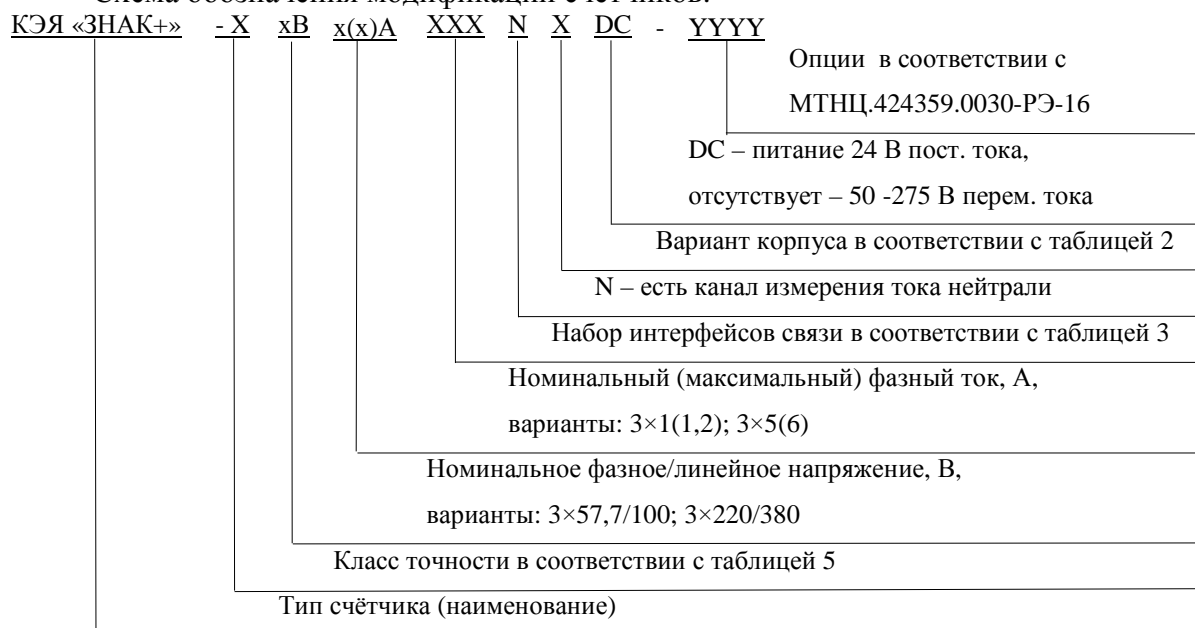 Схема обозначения модификаций счётчиков:
КЭЯ «ЗНАК+» - X xВ x(x)А XXX N X DC - YYYY
Опции в соответствии с
МТНЦ.424359.0030-РЭ-16
DC – питание 24 В пост. тока,
отсутствует – 50 -275 В перем. тока
Вариант корпуса в соответствии с таблицей 2
N – есть канал измерения тока нейтрали
Набор интерфейсов связи в соответствии с таблицей 3
Номинальный (максимальный) фазный ток, А,
варианты: 3×1(1,2); 3×5(6)
Номинальное фазное/линейное напряжение, В,
варианты: 3×57,7/100; 3×220/380
Класс точности в соответствии с таблицей 5
Тип счётчика (наименование)